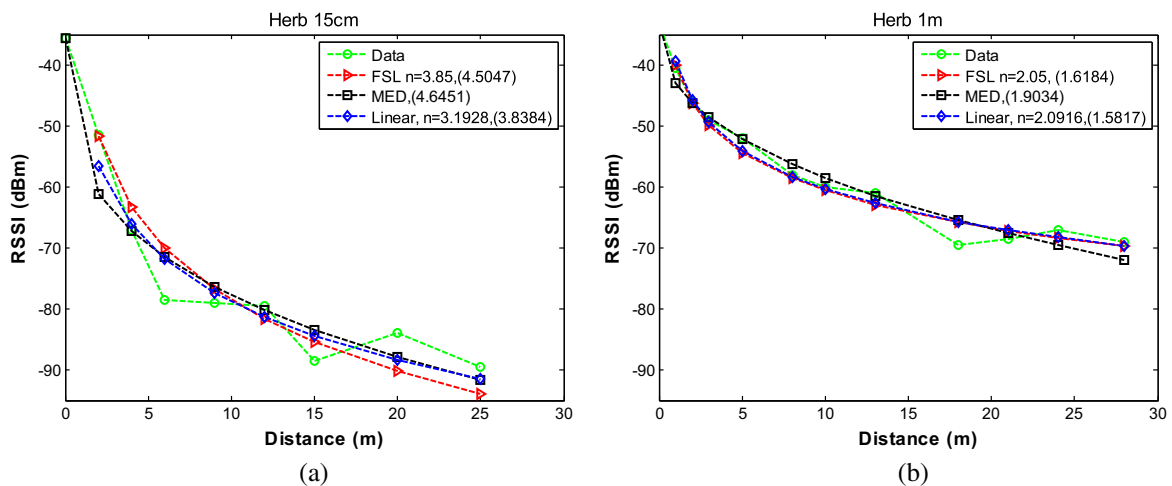 Herb 15cm
Data
FSL n=3.85,(4.5047)
MED,(4.6451)
Linear, n=3.1928,(3.8384)
-40
-50
-60
-70
-80
-90
RSSI (dBm)
0 5 10 15 20 25 30
Distance (m)
(a)
Herb 1m
Data
FSL n=2.05, (1.6184)
MED,(1.9034)
Linear, n=2.0916,(1.5817)
-40
-50
-60
-70
-80
-90
RSSI (dBm)
0 5 10 15 20 25 30
Distance (m)
(b)